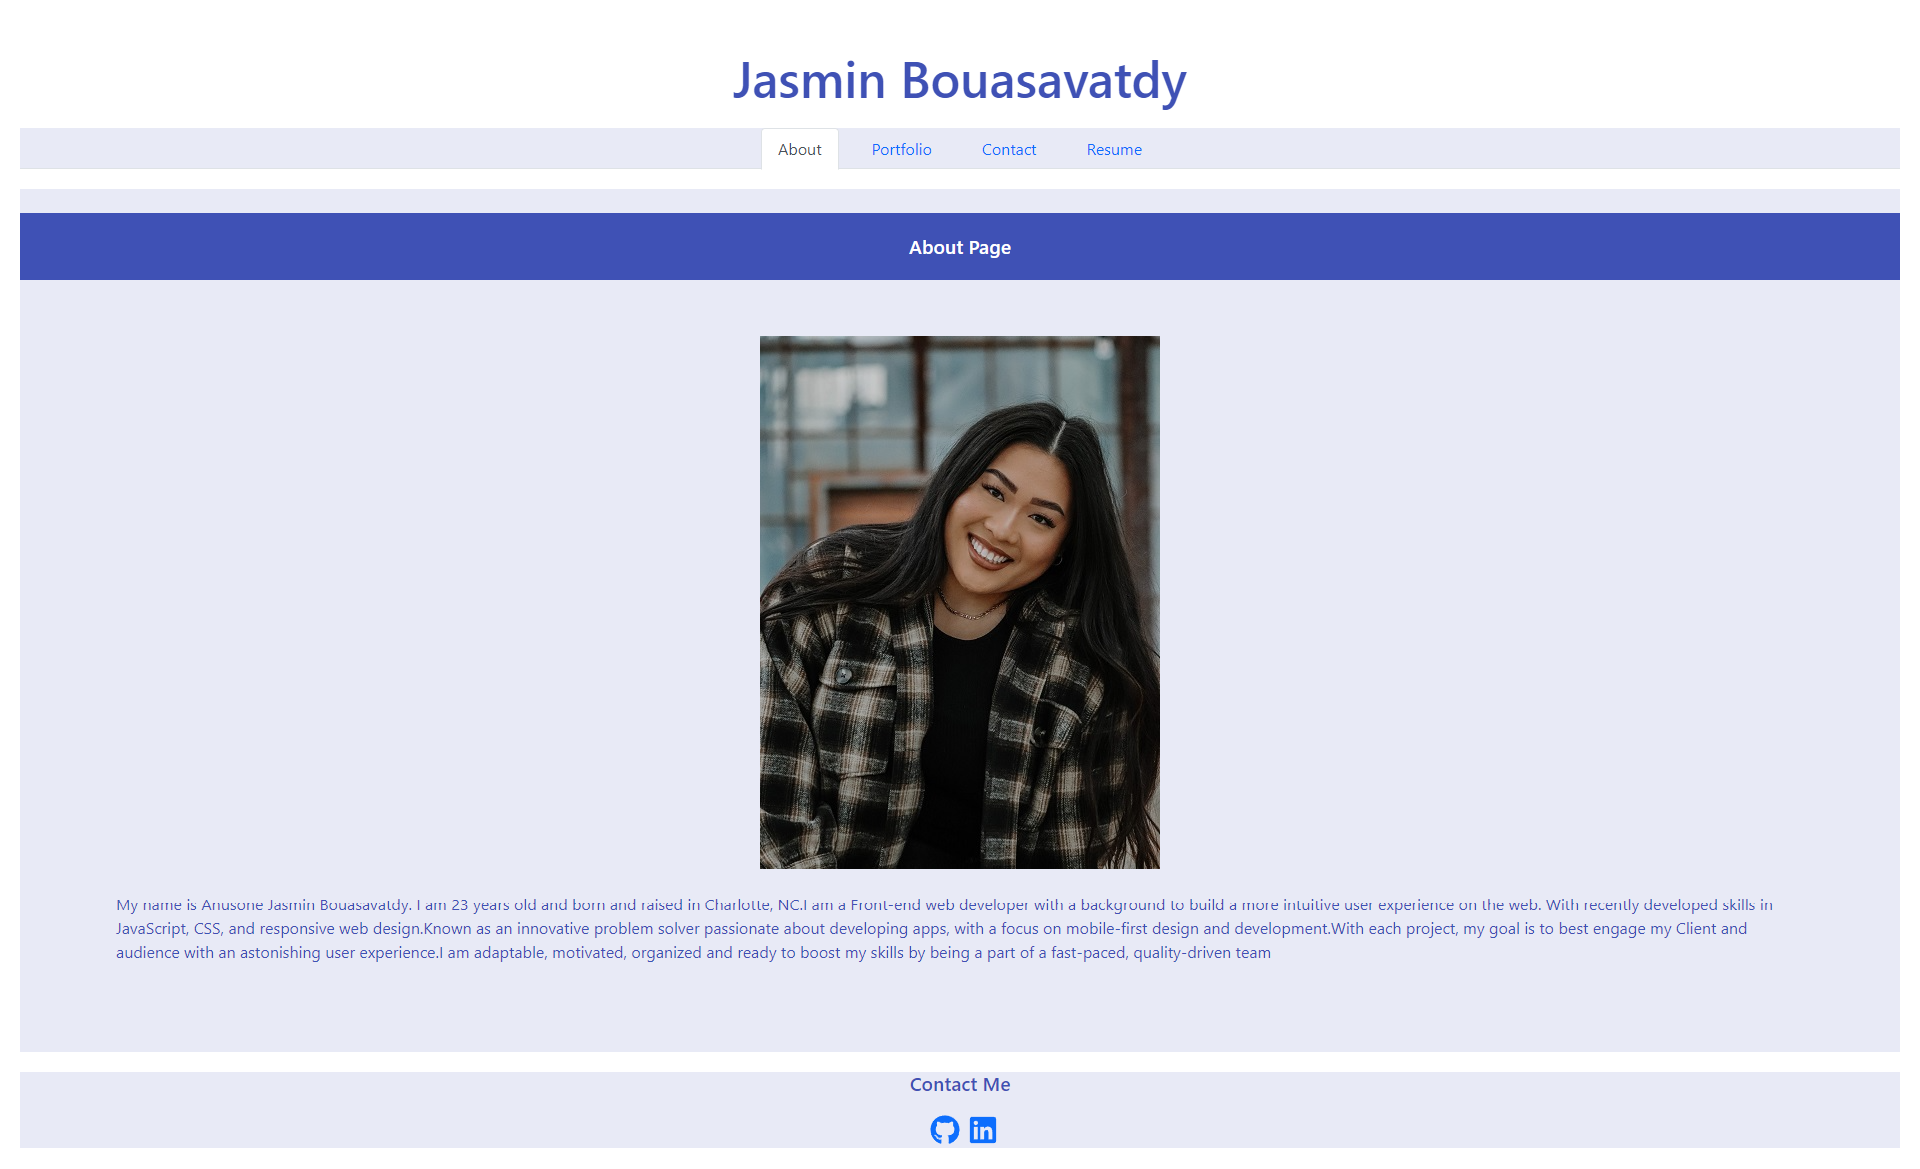 Jasmin Bouasavatdy
About Portfolio Contact Resume
About Page
My name is Anusone Jasmin Bouasavatdy. I am 23 years old and born and raised in Charlotte, NC.I am a Front-end web developer with a background to build a more intuitive user experience on the web. With recently developed skills in
JavaScript, CSS, and responsive web design.Known as an innovative problem solver passionate about developing apps, with a focus on mobile-first design and development.With each project, my goal is to best engage my Client and
audience with an astonishing user experience.I am adaptable, motivated, organized and ready to boost my skills by being a part of a fast-paced, quality-driven team
Contact Me
in